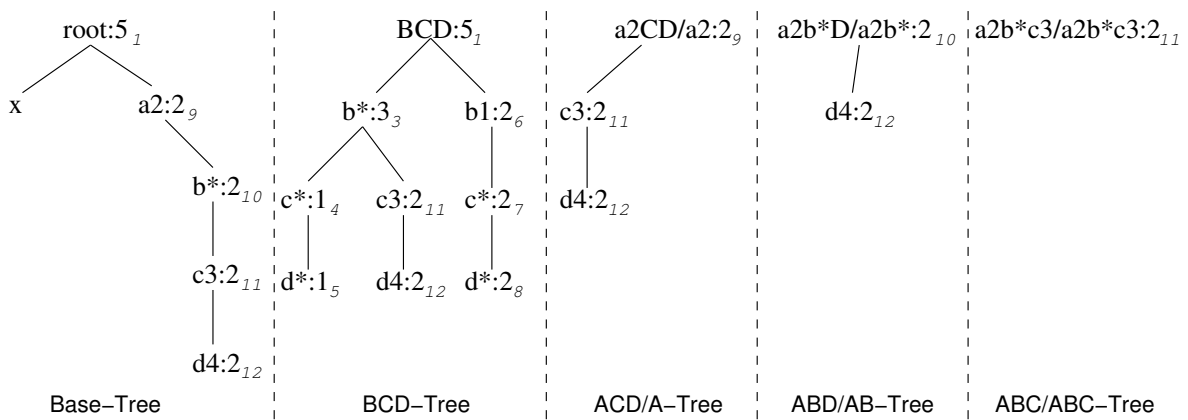 root:5 1
BCD:5 1
a2CD/a2:2 9
a2b*D/a2b*:2 10
a2b*c3/a2b*c3:2 11
x
a2:2 9
b*:3 3
b1:2 6
c3:2 11
d4:2 12
b*:2 10
c*:1 4
c3:2 11
c*:2 7
d4:2 12
c3:2 11
d*:1 5
d4:2 12
d*:2 8
d4:2 12
Base−Tree
BCD−Tree
ACD/A−Tree
ABD/AB−Tree
ABC/ABC−Tree